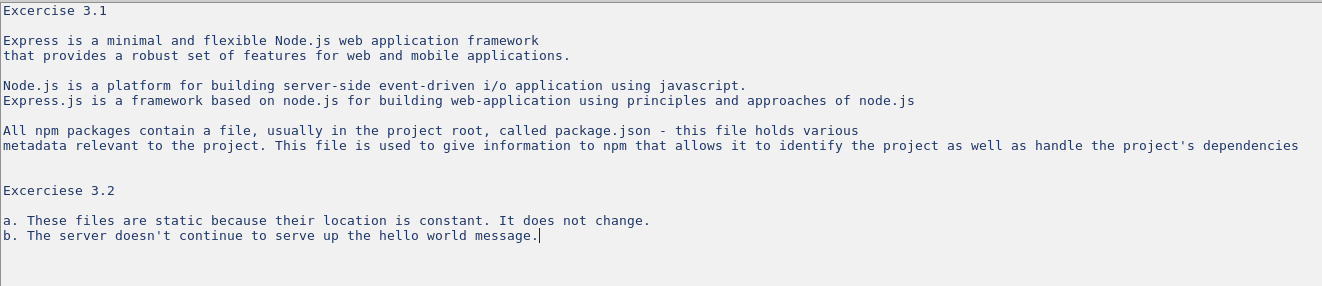 Excercise 3.1
Express is a minimal and flexible Node.js web application framework
that provides a robust set of features for web and mobile applications.
Node.js is a platform for building server-side event-driven i/o application using javascript.
Express.js is a framework based on node.js for building web-application using principles and approaches of node.js
All npm packages contain a file, usually in the project root, called package.json - this file holds various
metadata relevant to the project. This file is used to give information to npm that allows it to identify the project as well as handle the project's dependencies
Excerciese 3.2
a. These files are static because their location is constant. It does not change.
b. The server doesn't continue to serve up the hello world message.